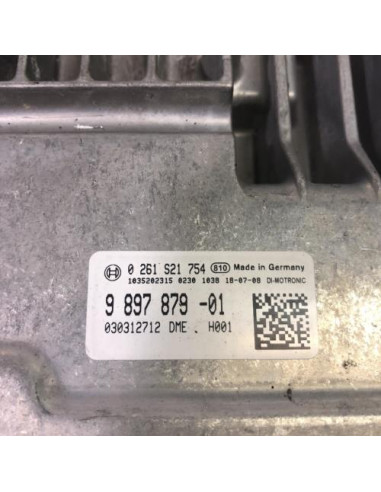 0 261 S21 754 810 Made in Germany
1035202315 0230 1038 18-07-08 DI-MOTRONIC
9 897 879 -01
030312712 DME . H001